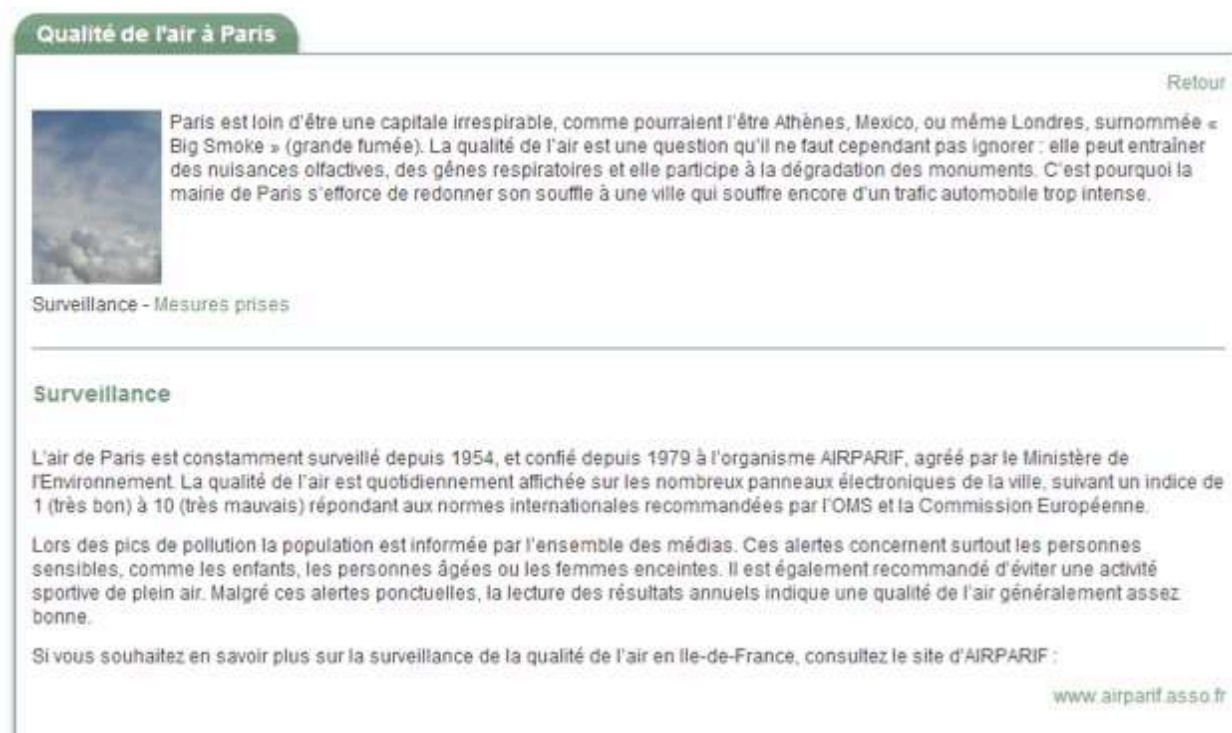 Qualité de l'air à Paris
Retour
Paris est loin d'être une capitale irrespirable, comme pourraient l'être Athènes, Mexico, ou même Londres, surnommée «
Big Smoke » (grande fumée). La qualité de l'air est une question qu'il ne faut cependant pas ignorer : elle peut entraîner
des nuisances olfactives, des gênes respiratoires et elle participe à la dégradation des monuments. C'est pourquoi la
mairie de Paris s'efforce de redonner son souffle à une ville qui souffre encore d'un trafic automobile trop intense.
Surveillance - Mesures prises
Surveillance
L'air de Paris est constamment surveillé depuis 1954, et confié depuis 1979 à l'organisme AIRPARIF, agréé par le Ministère de
l'Environnement. La qualité de l'air est quotidiennement affichée sur les nombreux panneaux électroniques de la ville, suivant un indice de
1 (très bon) à 10 (très mauvais) répondant aux normes internationales recommandées par l'OMS et la Commission Européenne.
Lors des pics de pollution la population est informée par l'ensemble des médias. Ces alertes concernent surtout les personnes
sensibles, comme les enfants, les personnes âgées ou les femmes enceintes. Il est également recommandé d'éviter une activité
sportive de plein air. Malgré ces alertes ponctuelles, la lecture des résultats annuels indique une qualité de l'air généralement assez
bonne.
Si vous souhaitez en savoir plus sur la surveillance de la qualité de l'air en Ile-de-France, consultez le site d'AIRPARIF :
www.airparif.asso.fr